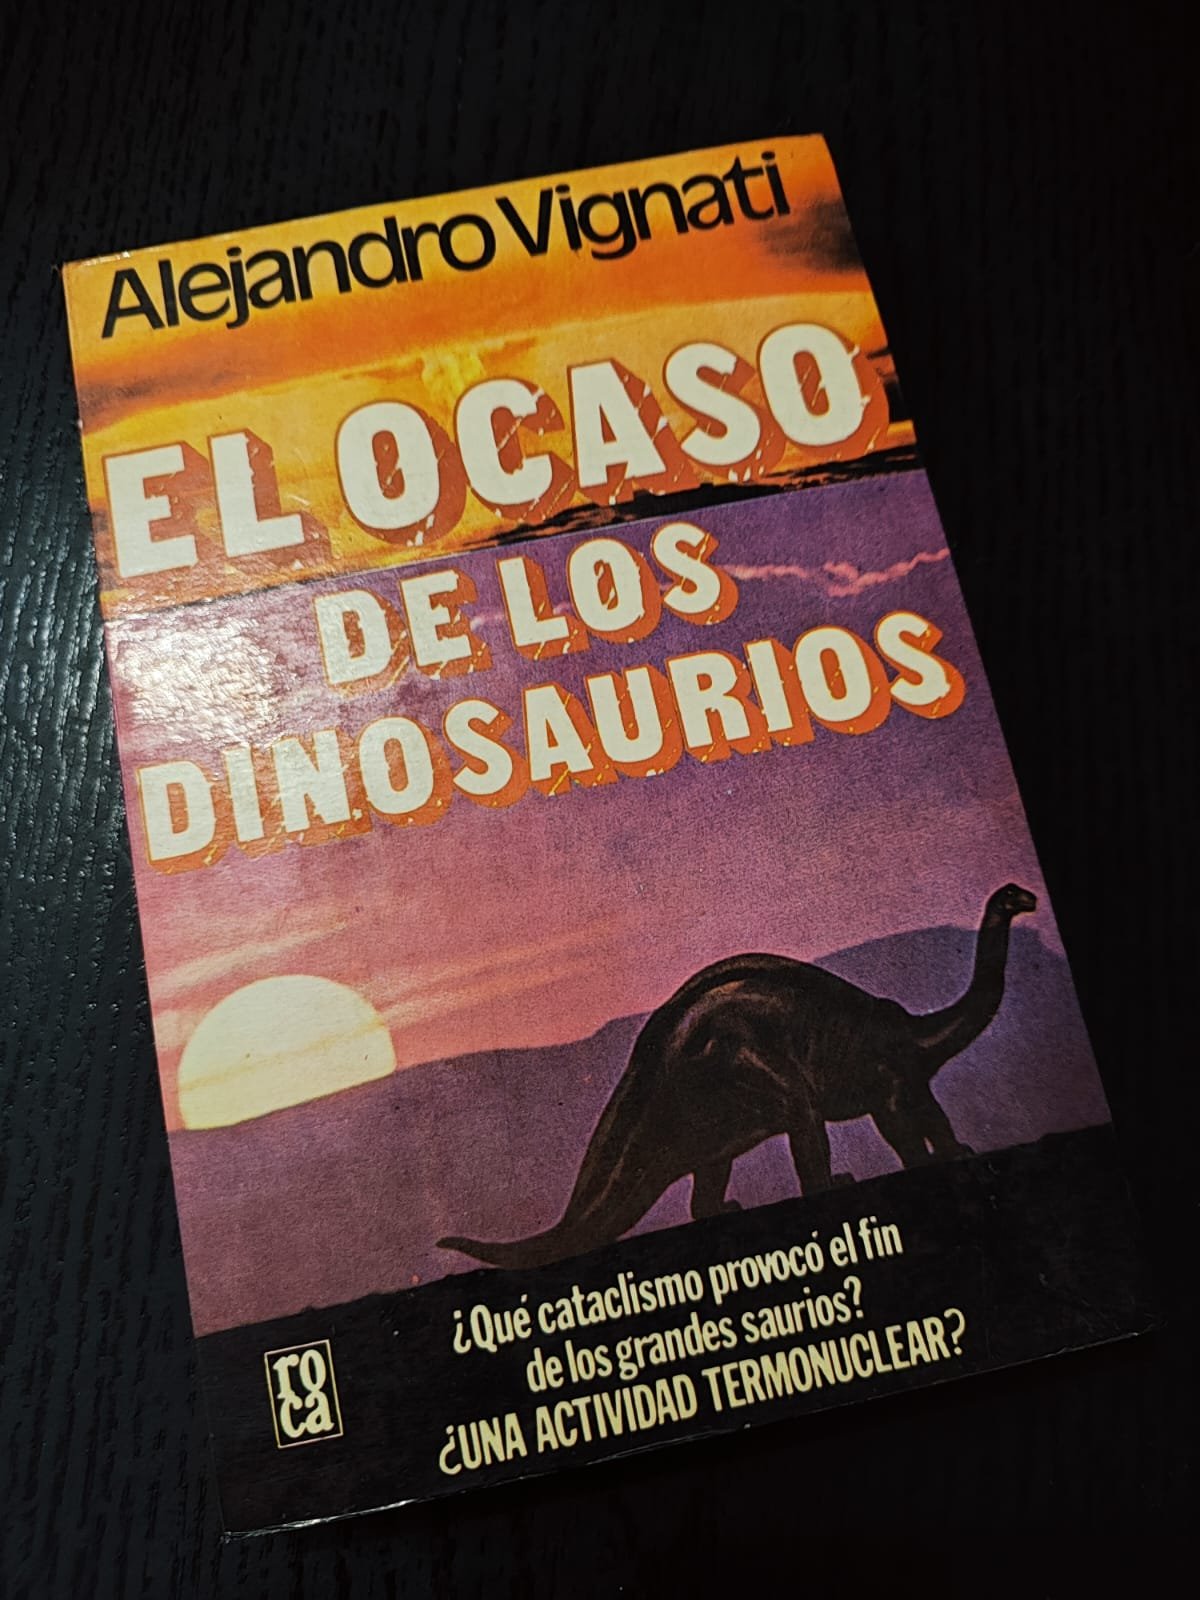 Alejandro Vignati
EL OCASO
DE LOS
DINOSAURIOS
¿Qué cataclismo provocó el fin
de los grandes saurios?
¿UNA ACTIVIDAD TERMONUCLEAR?
ro
ca